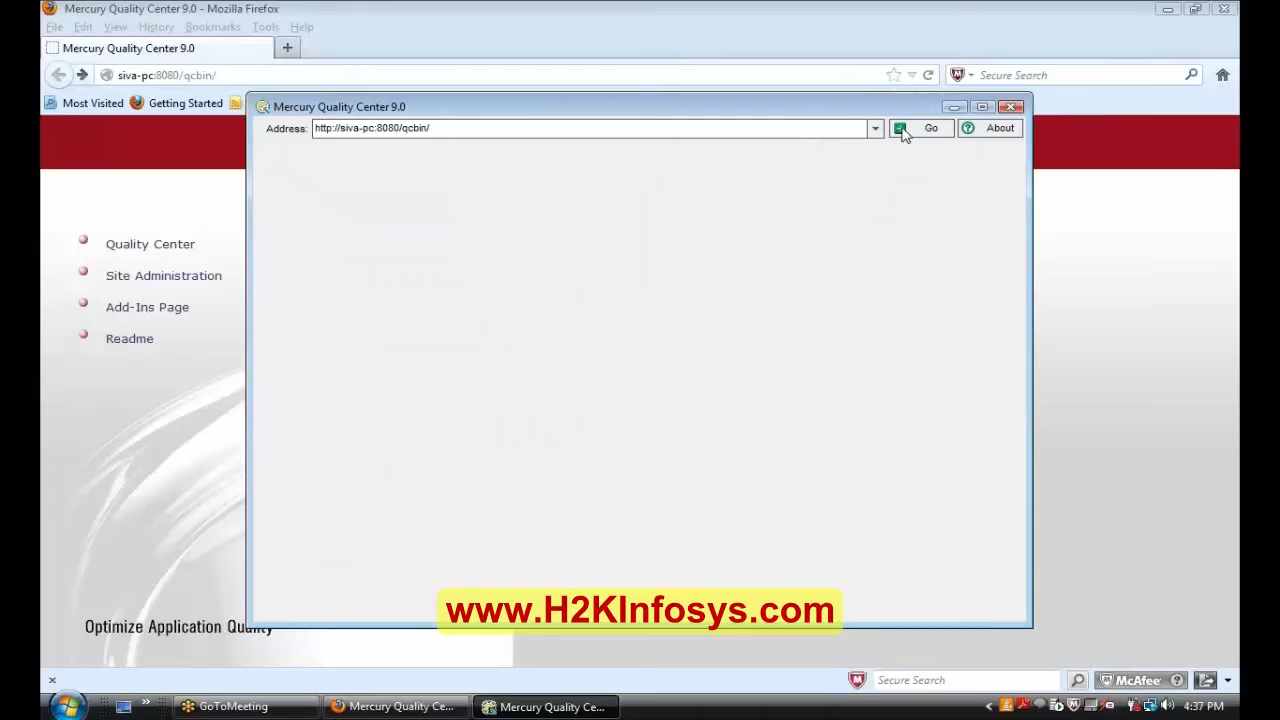 Mercury Quality Center 9.0 - Mozilla Firefox
File Edit View History Bookmarks Tools Help
Mercury Quality Center 9.0
siva-pc:8080/qcbin/
Secure Search
Most Visited Getting Started
Mercury Quality Center 9.0
Address: http://siva-pc:8080/qcbin/ Go About
Quality Center
Site Administration
Add-Ins Page
Readme
www.H2KInfosys.com
Optimize Application Quality
Secure Search McAfee
GoToMeeting Mercury Quality Ce... Mercury Quality Ce... 4:37 PM